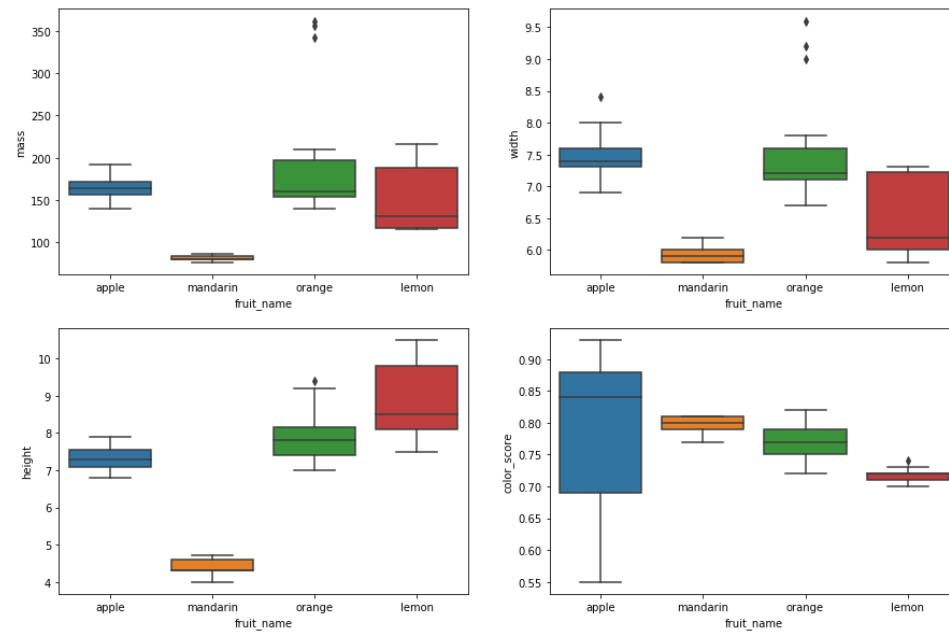 350
300
250
200
150
100
mass
apple mandarin orange lemon
fruit_name
9.5
9.0
8.5
8.0
7.5
7.0
6.5
6.0
width
apple mandarin orange lemon
fruit_name
10
9
8
7
6
5
4
height
apple mandarin orange lemon
fruit_name
0.90
0.85
0.80
0.75
0.70
0.65
0.60
0.55
color_score
apple mandarin orange lemon
fruit_name